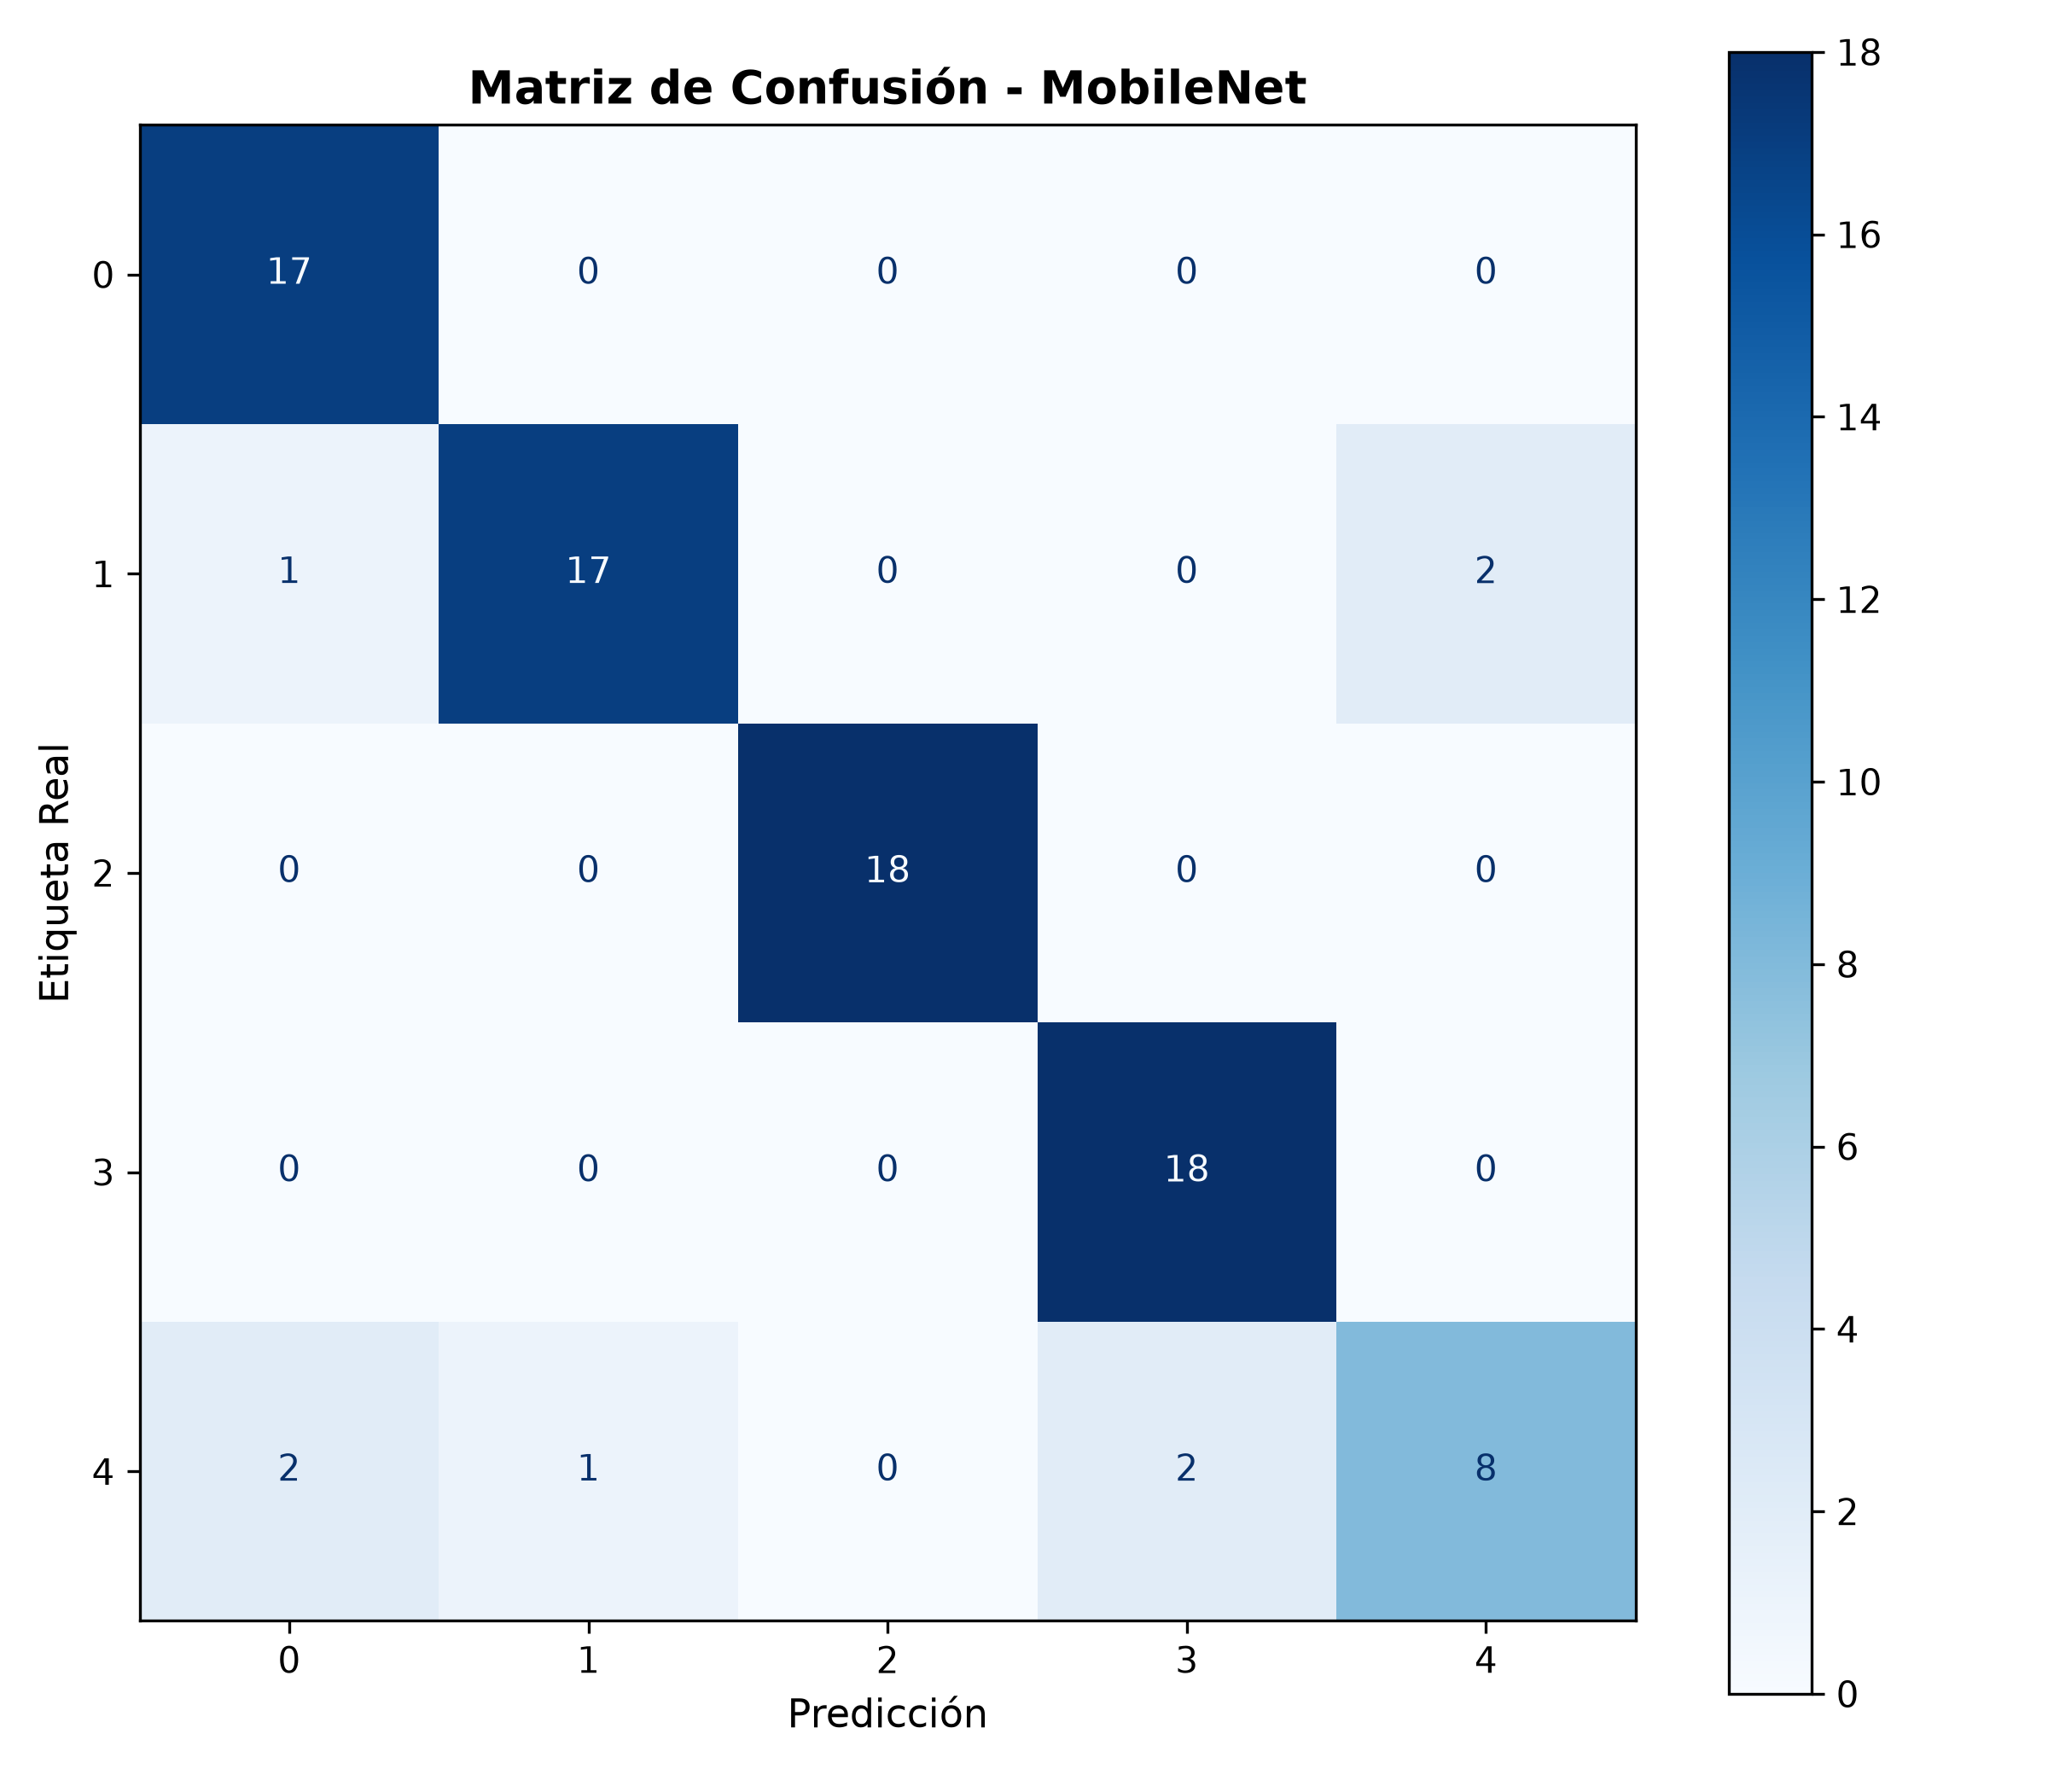 Matriz de Confusión - MobileNet
Etiqueta Real
0 17 0 0 0 0
1 1 17 0 0 2
2 0 0 18 0 0
3 0 0 0 18 0
4 2 1 0 2 8
0 1 2 3 4
Predicción
18
16
14
12
10
8
6
4
2
0